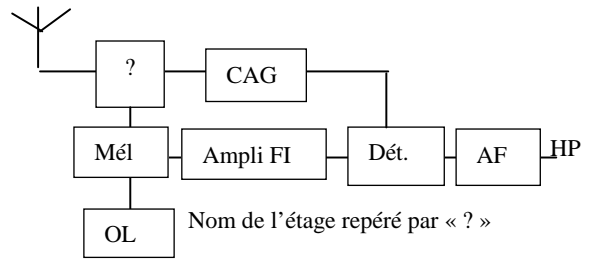 ?
CAG
Mél
Ampli FI
Dét.
AF
HP
OL
Nom de l'étage repéré par « ? »